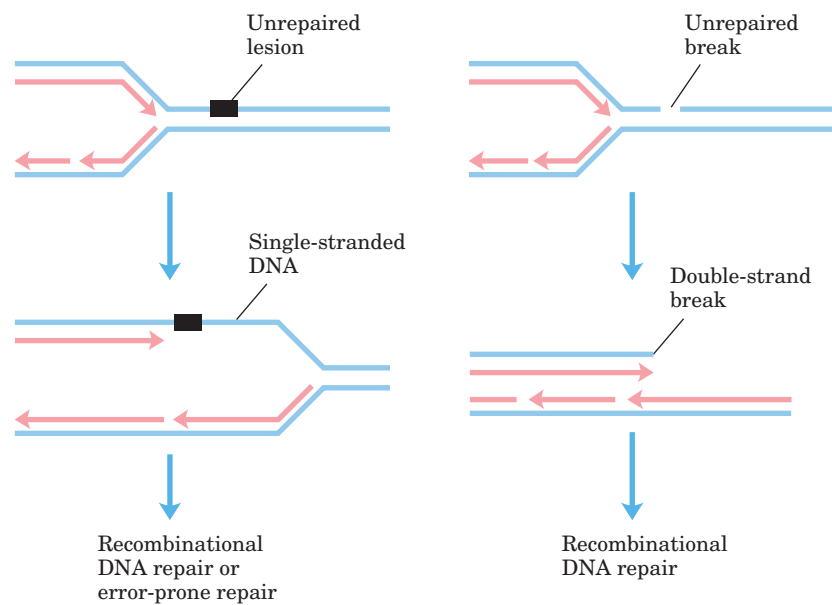 Unrepaired
lesion
Unrepaired
break
Single-stranded
DNA
Double-strand
break
Recombinational
DNA repair or
error-prone repair
Recombinational
DNA repair